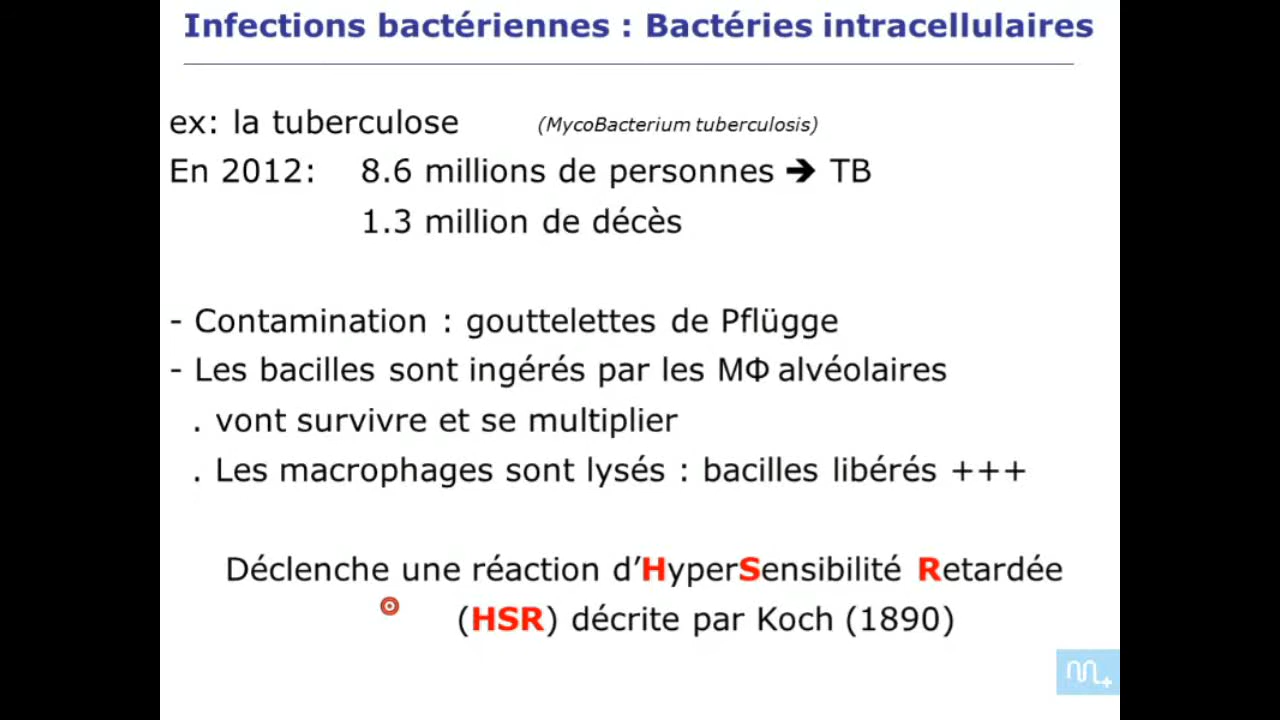 Infections bactériennes : Bactéries intracellulaires
ex: la tuberculose (MycoBacterium tuberculosis)
En 2012: 8.6 millions de personnes ➔ TB
1.3 million de décès
- Contamination : gouttelettes de Pflügge
- Les bacilles sont ingérés par les MΦ alvéolaires
. vont survivre et se multiplier
. Les macrophages sont lysés : bacilles libérés +++
Déclenche une réaction d’HyperSensibilité Retardée
(HSR) décrite par Koch (1890)